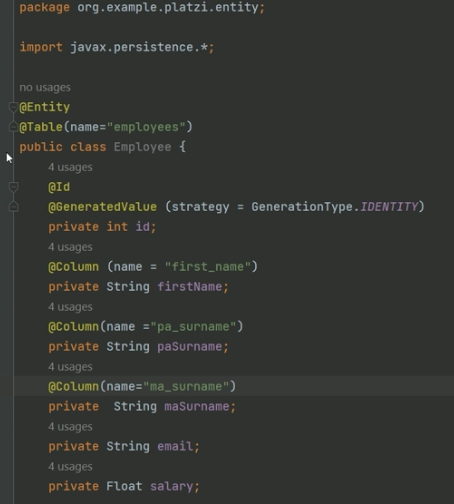 package org.example.platzi.entity;
import javax.persistence.*;
no usages
@Entity
@Table(name="employees")
public class Employee {
4 usages
@Id
@GeneratedValue (strategy = GenerationType.IDENTITY)
private int id;
4 usages
@Column (name = "first_name")
private String firstName;
4 usages
@Column(name ="pa_surname")
private String paSurname;
4 usages
@Column(name="ma_surname")
private  String maSurname;
4 usages
private String email;
4 usages
private Float salary;